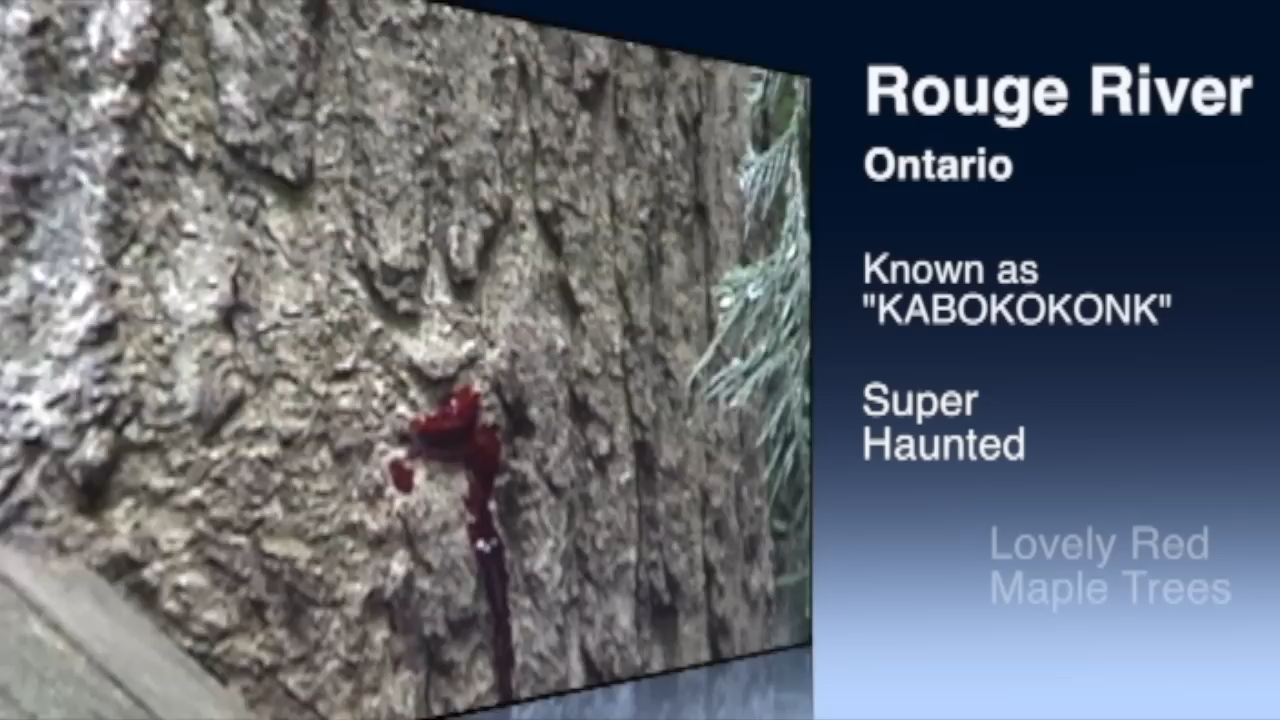 Rouge River
Ontario
Known as
"KABOKOKONK"
Super
Haunted
Lovely Red
Maple Trees